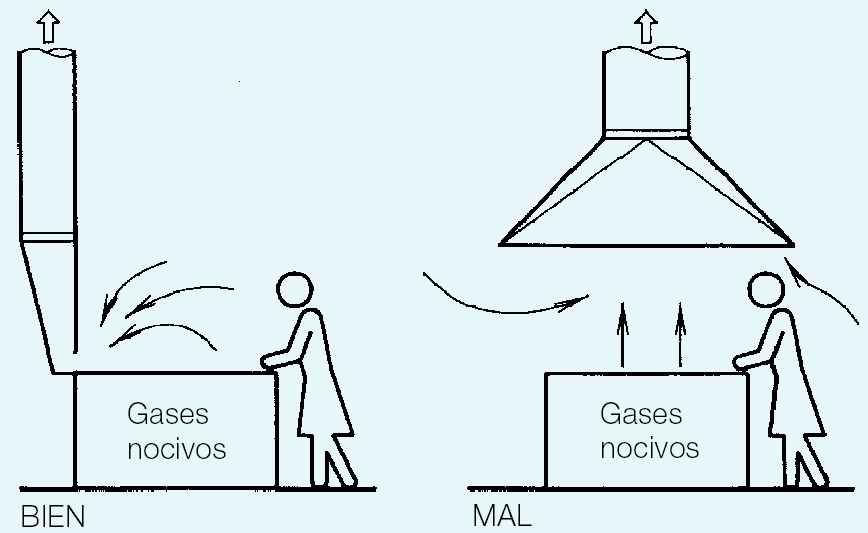 Gases
nocivos
BIEN
Gases
nocivos
MAL